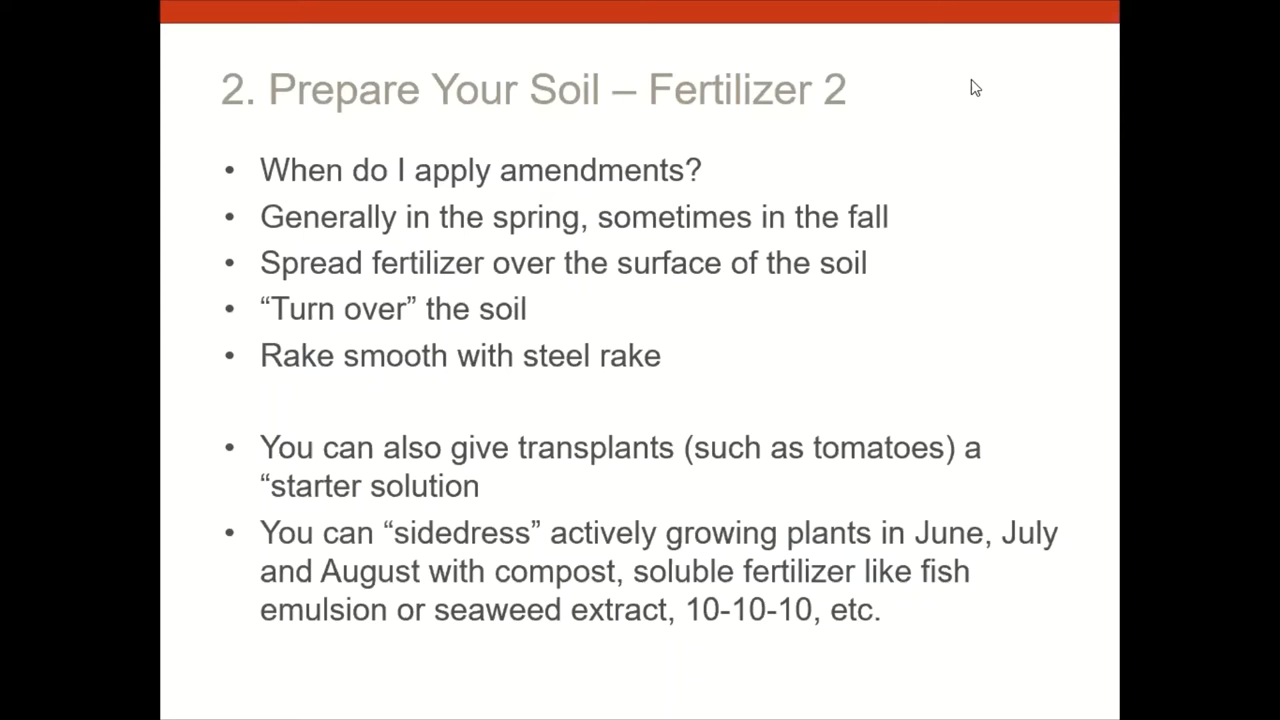 2. Prepare Your Soil – Fertilizer 2
• When do I apply amendments?
• Generally in the spring, sometimes in the fall
• Spread fertilizer over the surface of the soil
• “Turn over” the soil
• Rake smooth with steel rake
• You can also give transplants (such as tomatoes) a
“starter solution
• You can “sidedress” actively growing plants in June, July
and August with compost, soluble fertilizer like fish
emulsion or seaweed extract, 10-10-10, etc.